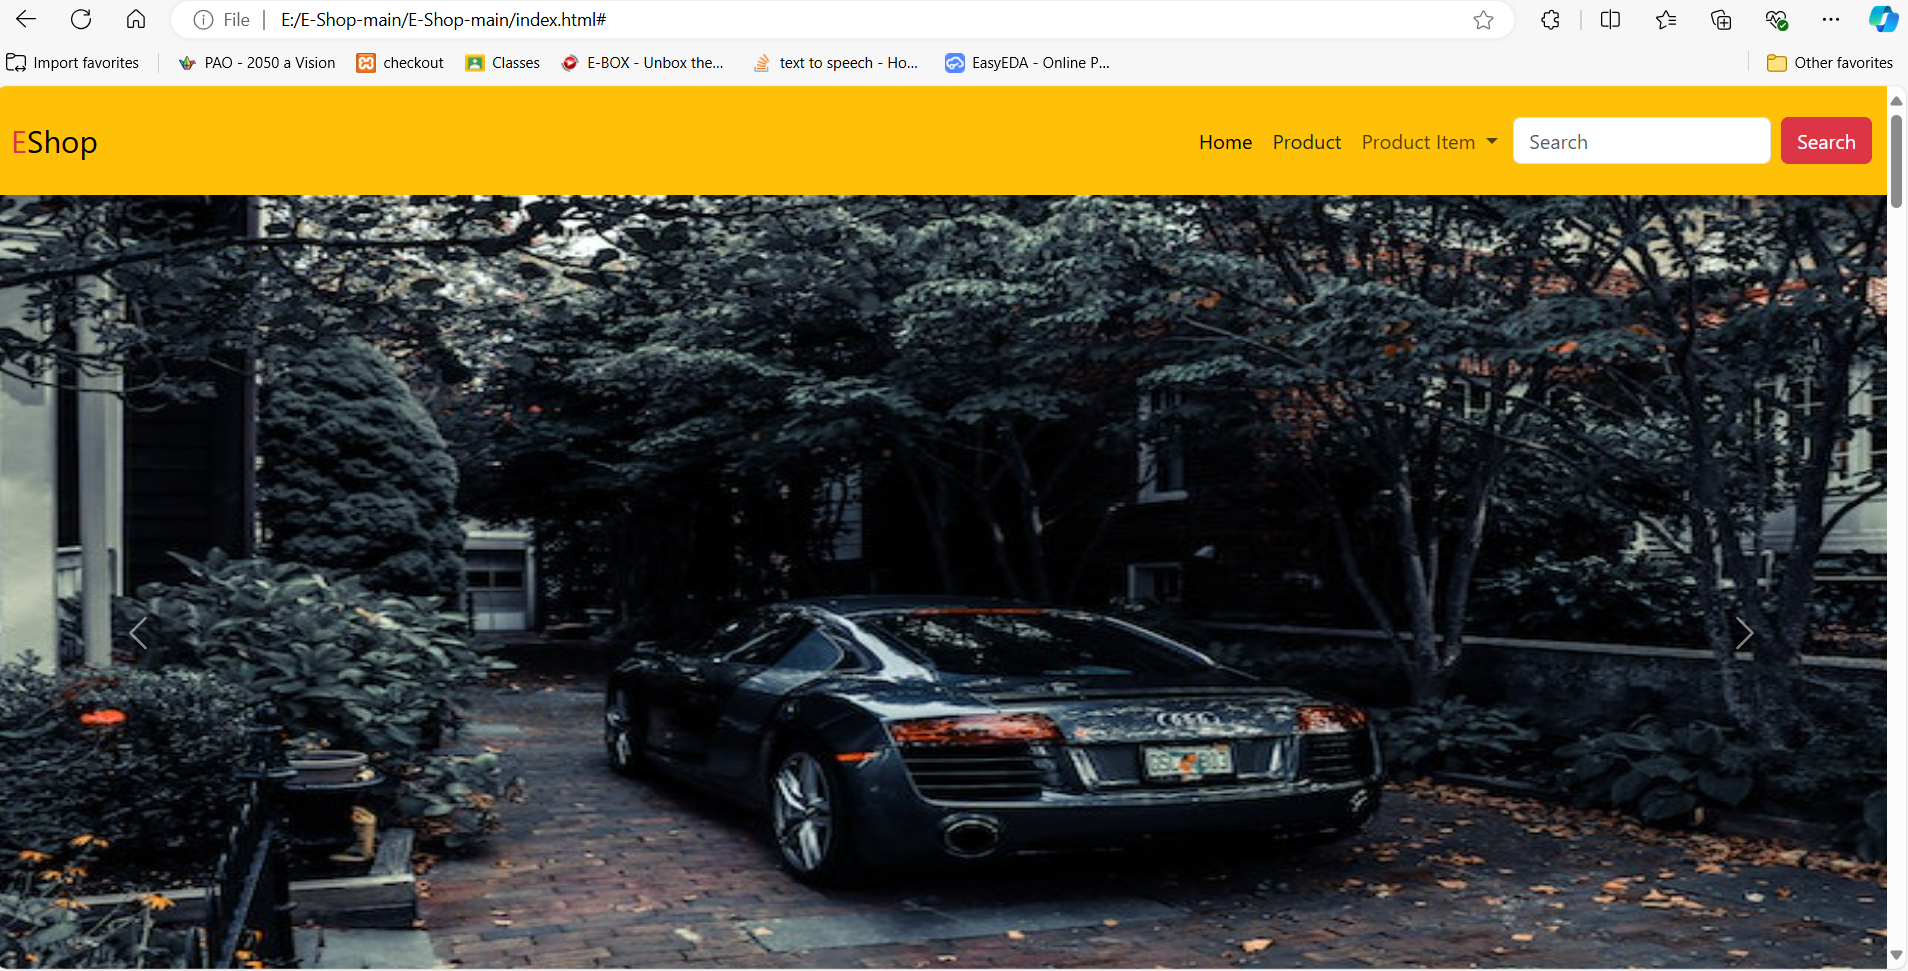 File E:/E-Shop-main/E-Shop-main/index.html#
Import favorites PAO - 2050 a Vision checkout Classes E-BOX - Unbox the... text to speech - Ho... EasyEDA - Online P... Other favorites
EShop Home Product Product Item Search Search